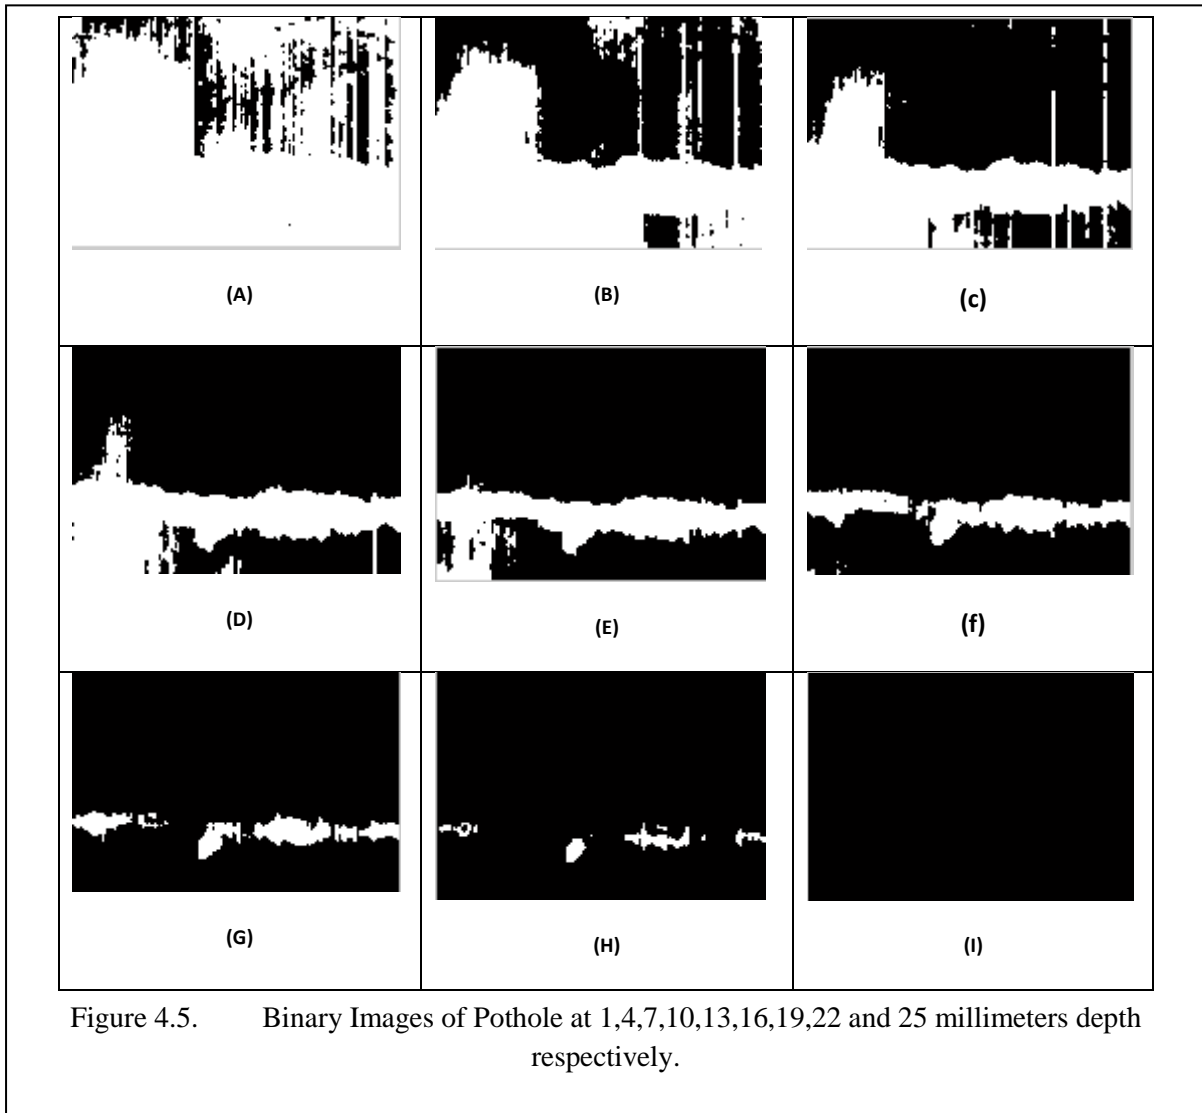 (A)
(B)
(c)
(D)
(E)
(f)
(G)
(H)
(I)
Figure 4.5. Binary Images of Pothole at 1,4,7,10,13,16,19,22 and 25 millimeters depth
respectively.